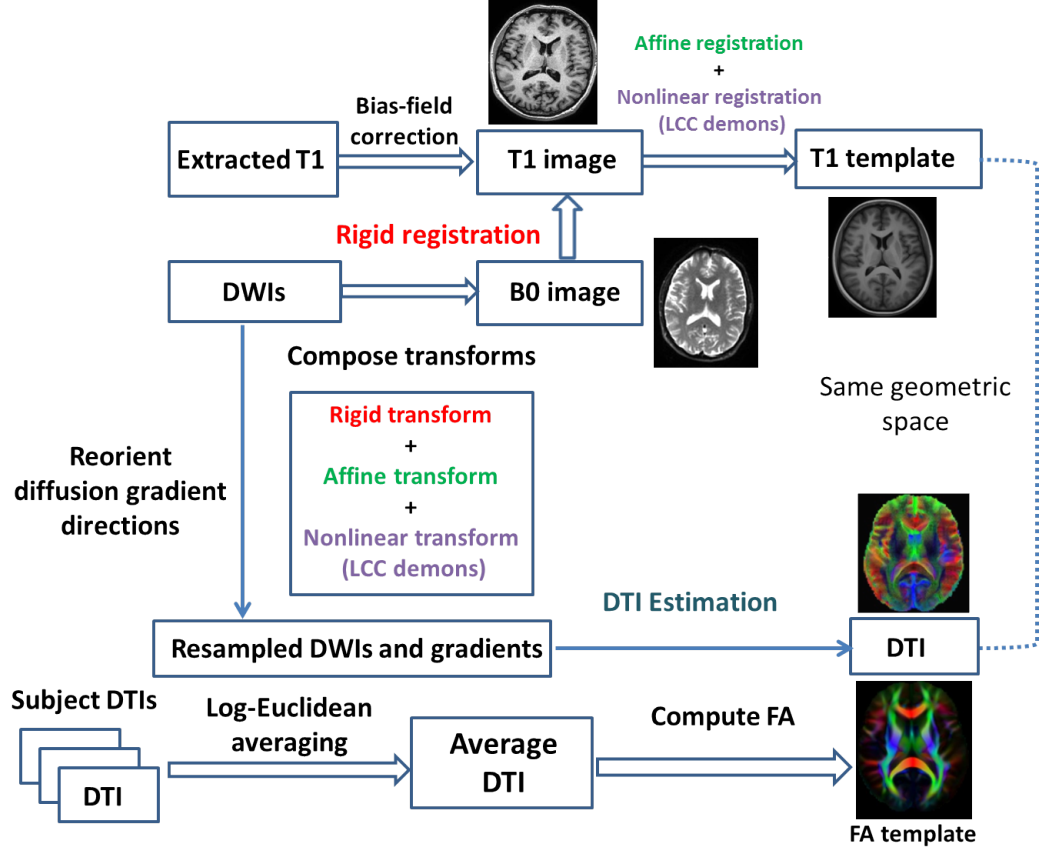 Affine registration
+
Nonlinear registration
(LCC demons)
Bias-field
correction
Extracted T1
T1 image
T1 template
Rigid registration
DWIs
B0 image
Compose transforms
Rigid transform
+
Affine transform
+
Nonlinear transform
(LCC demons)
Same geometric
space
Reorient
diffusion gradient
directions
DTI Estimation
Resampled DWIs and gradients
DTI
Subject DTIs
Log-Euclidean
averaging
Compute FA
Average
DTI
DTI
FA template